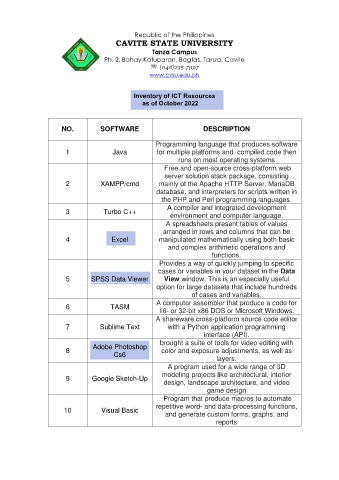 Republic of the Philippines
CAVITE STATE UNIVERSITY
Tanza Campus
Ph. 2, Bahay Katuparan, Bagtas, Tanza, Cavite
www.cvsu.edu.ph
Inventory of ICT Resources
as of October 2022
NO. SOFTWARE DESCRIPTION
1 Java Programming language that produces software
for multiple platforms and compiled code then
runs on most operating systems
2 XAMPP/cmd Free and open-source cross-platform web
server solution stack package, consisting
mainly of the Apache HTTP Server, MariaDB
database, and interpreters for scripts written in
the PHP and Perl programming languages.
3 Turbo C++ A compiler and integrated development
environment and computer language.
4 Excel A spreadsheets present tables of values
arranged in rows and columns that can be
manipulated mathematically using both basic
and complex arithmetic operations and
functions.
5 SPSS Data Viewer Provides a way of quickly jumping to specific
cases or variables in your dataset in the Data
View window. This is an especially useful
option for large datasets that include hundreds
of cases and variables.
6 TASM A computer assembler that produce a code for
16- or 32-bit x86 DOS or Microsoft Windows.
7 Sublime Text A shareware cross-platform source code editor
with a Python application programming
interface (API).
8 Adobe Photoshop
Cs6
brought a suite of tools for video editing with
color and exposure adjustments, as well as
layers.
9 Google Sketch-Up A program used for a wide range of 3D
modeling projects like architectural, interior
design, landscape architecture, and video
game design
10 Visual Basic Program that produce macros to automate
repetitive word- and data-processing functions,
and generate custom forms, graphs, and
reports